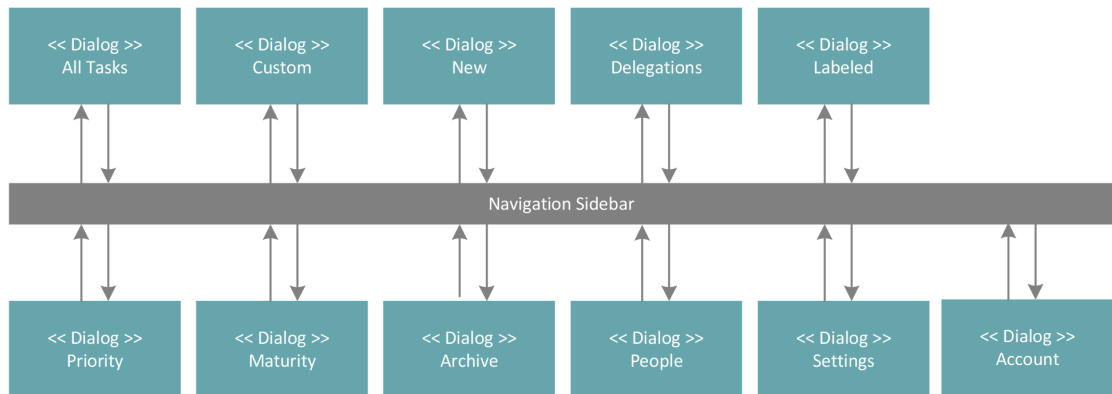 << Dialog >>
All Tasks
<< Dialog >>
Custom
<< Dialog >>
New
<< Dialog >>
Delegations
<< Dialog >>
Labeled
Navigation Sidebar
<< Dialog >>
Priority
<< Dialog >>
Maturity
<< Dialog >>
Archive
<< Dialog >>
People
<< Dialog >>
Settings
<< Dialog >>
Account